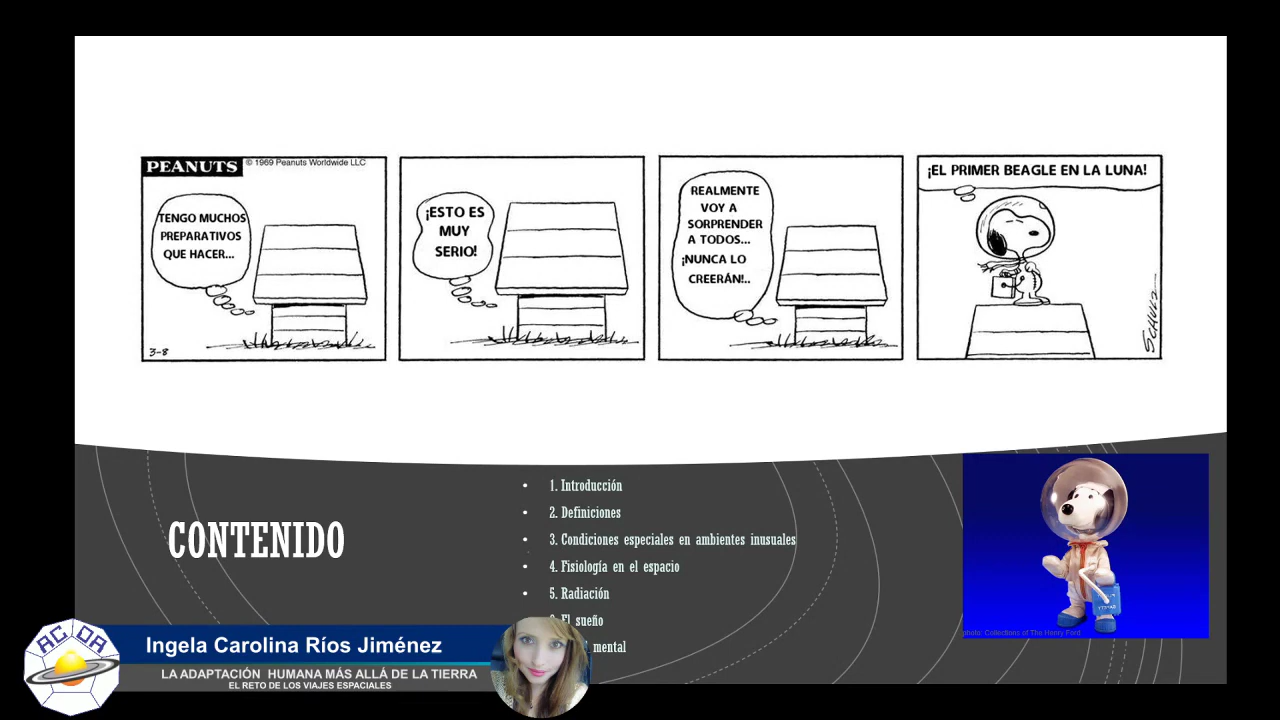 PEANUTS © 1969 Peanuts Worldwide LLC
TENGO MUCHOS
PREPARATIVOS
QUE HACER...
3-8
¡ESTO ES
MUY
SERIO!
REALMENTE
VOY A
SORPRENDER
A TODOS...
¡NUNCA LO
CREERÁN!..
¡EL PRIMER BEAGLE EN LA LUNA!
SCHULZ
CONTENIDO
• 1. Introducción
• 2. Definiciones
• 3. Condiciones especiales en ambientes inusuales
• 4. Fisiología en el espacio
• 5. Radiación
El sueño
mental
photo: Collections of The Henry Ford
ACDA
Ingela Carolina Ríos Jiménez
LA ADAPTACIÓN HUMANA MÁS ALLÁ DE LA TIERRA
EL RETO DE LOS VIAJES ESPACIALES